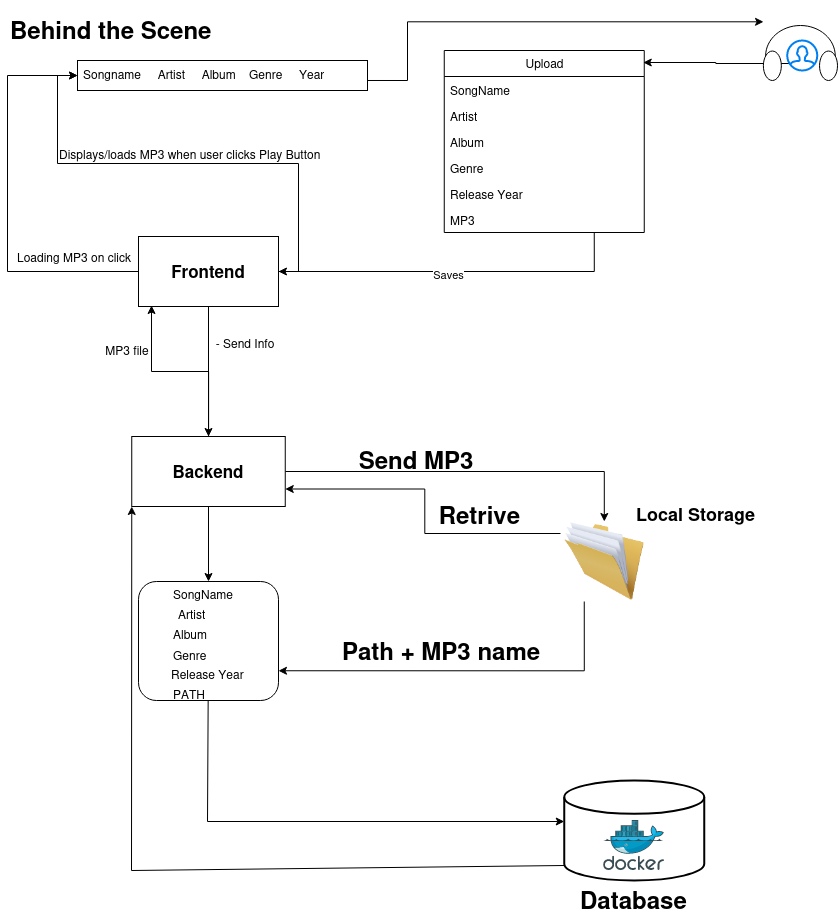 Behind the Scene
Songname Artist Album Genre Year
Upload
SongName
Artist
Album
Genre
Release Year
MP3
Displays/loads MP3 when user clicks Play Button
Loading MP3 on click
Frontend
Saves
MP3 file
- Send Info
Backend
Send MP3
Retrive
Local Storage
SongName
Artist
Album
Genre
Release Year
PATH
Path + MP3 name
docker
Database